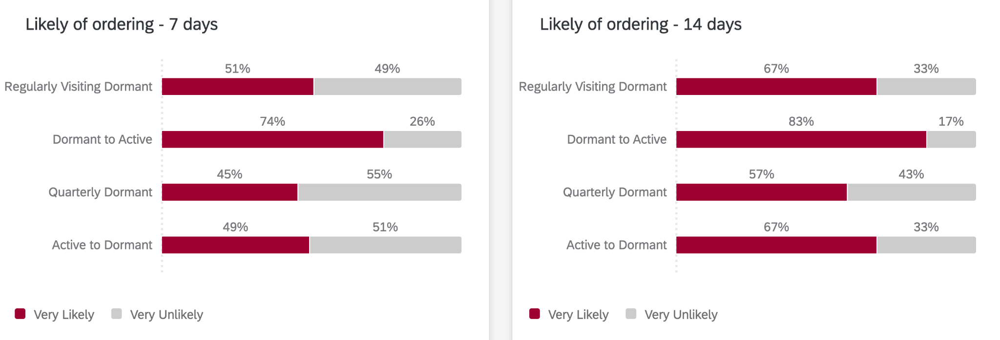 Likely of ordering - 7 days
51% 49%
Regularly Visiting Dormant
74% 26%
Dormant to Active
45% 55%
Quarterly Dormant
49% 51%
Active to Dormant
Very Likely Very Unlikely
Likely of ordering - 14 days
67% 33%
Regularly Visiting Dormant
83% 17%
Dormant to Active
57% 43%
Quarterly Dormant
67% 33%
Active to Dormant
Very Likely Very Unlikely